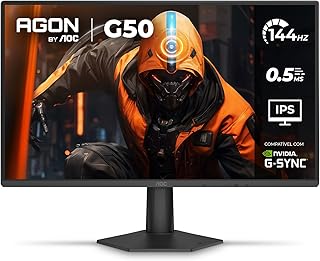 AGON
BY AOC
G50
144HZ
0.5MS
IPS
COMPATÍVEL COM
NVIDIA
G-SYNC
AOC